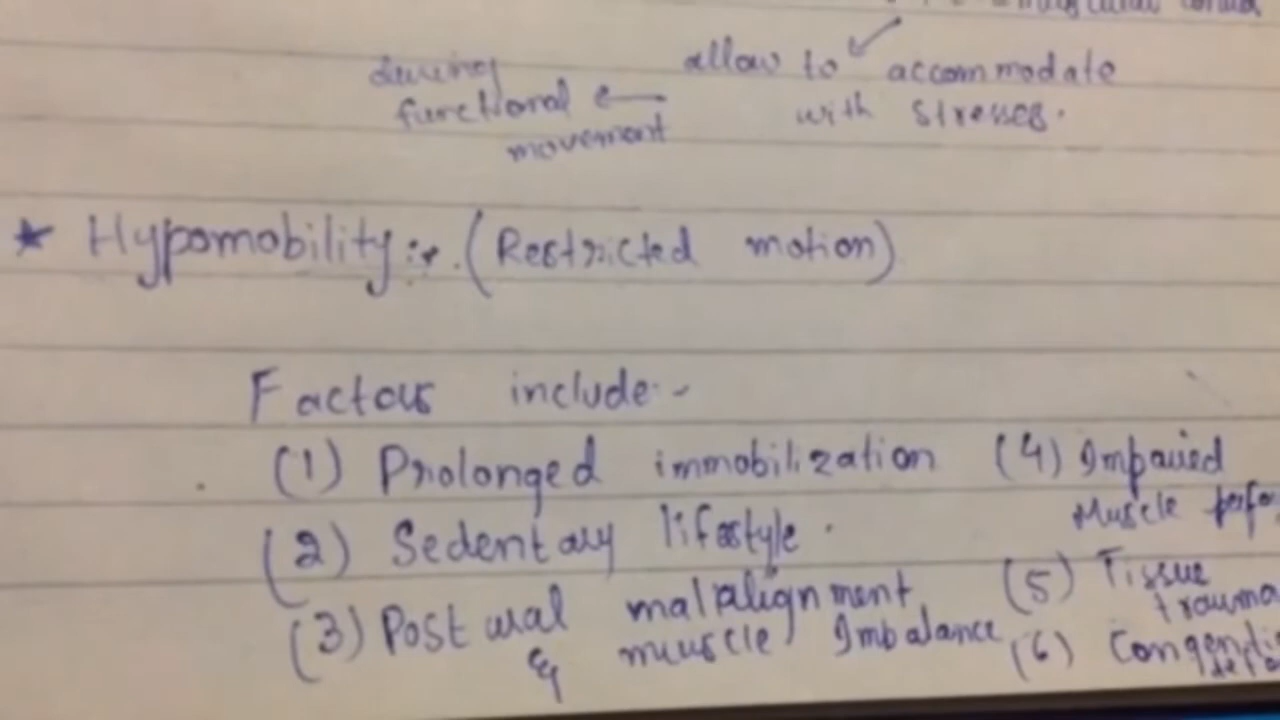 allow to accommodate
with stresses.
during
functional
movement
* Hypomobility :- (Restricted motion)
Factors include :-
(1) Prolonged immobilization
(2) Sedentary lifestyle.
(3) Postural malalignment
& muscle Imbalance
(4) Impaired
Muscle
(5) Tissue
trauma
(6)